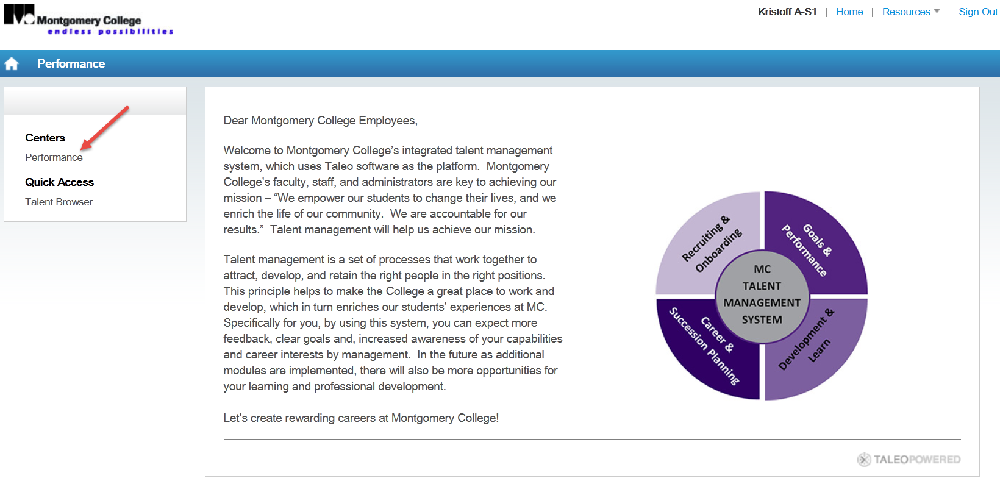 Montgomery College
endless possibilities
Kristoff A-S1 | Home | Resources | Sign Out
Performance
Centers
Performance
Quick Access
Talent Browser
Dear Montgomery College Employees,
Welcome to Montgomery College’s integrated talent management
system, which uses Taleo software as the platform.  Montgomery
College’s faculty, staff, and administrators are key to achieving our
mission – “We empower our students to change their lives, and we
enrich the life of our community.  We are accountable for our
results.”  Talent management will help us achieve our mission.
Talent management is a set of processes that work together to
attract, develop, and retain the right people in the right positions.
This principle helps to make the College a great place to work and
develop, which in turn enriches our students’ experiences at MC.
Specifically for you, by using this system, you can expect more
feedback, clear goals and, increased awareness of your capabilities
and career interests by management.  In the future as additional
modules are implemented, there will also be more opportunities for
your learning and professional development.
Let’s create rewarding careers at Montgomery College!
Recruiting &
Onboarding
Goals &
Performance
MC
TALENT
MANAGEMENT
SYSTEM
Career &
Succession Planning
Development &
Learn
TALEOPOWERED